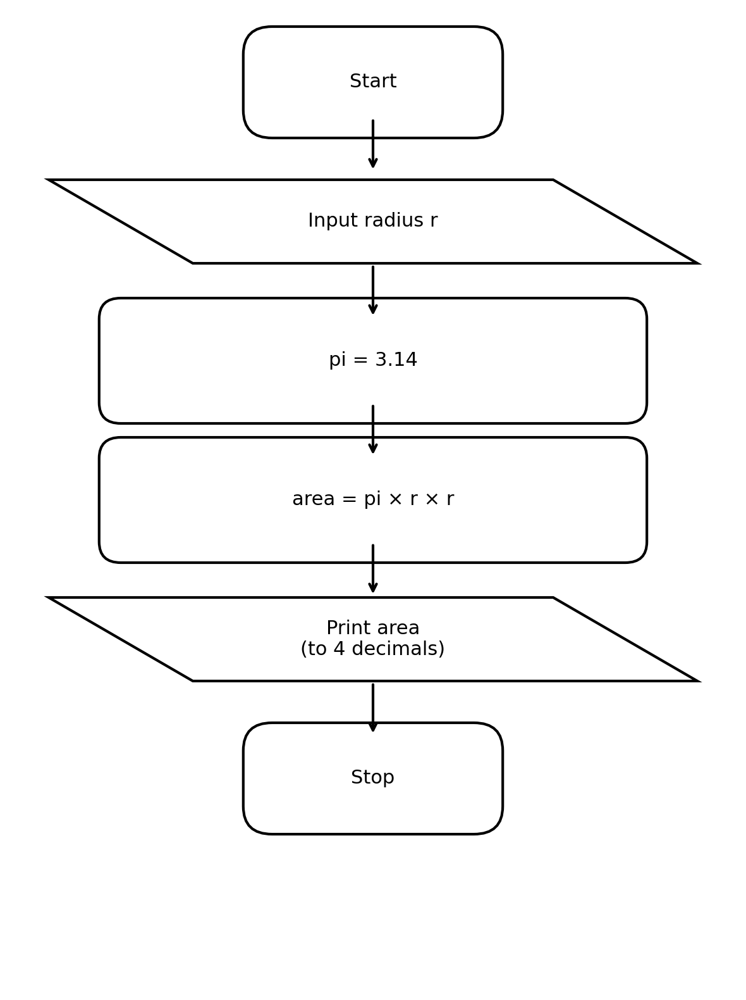 Start
Input radius r
pi = 3.14
area = pi × r × r
Print area
(to 4 decimals)
Stop